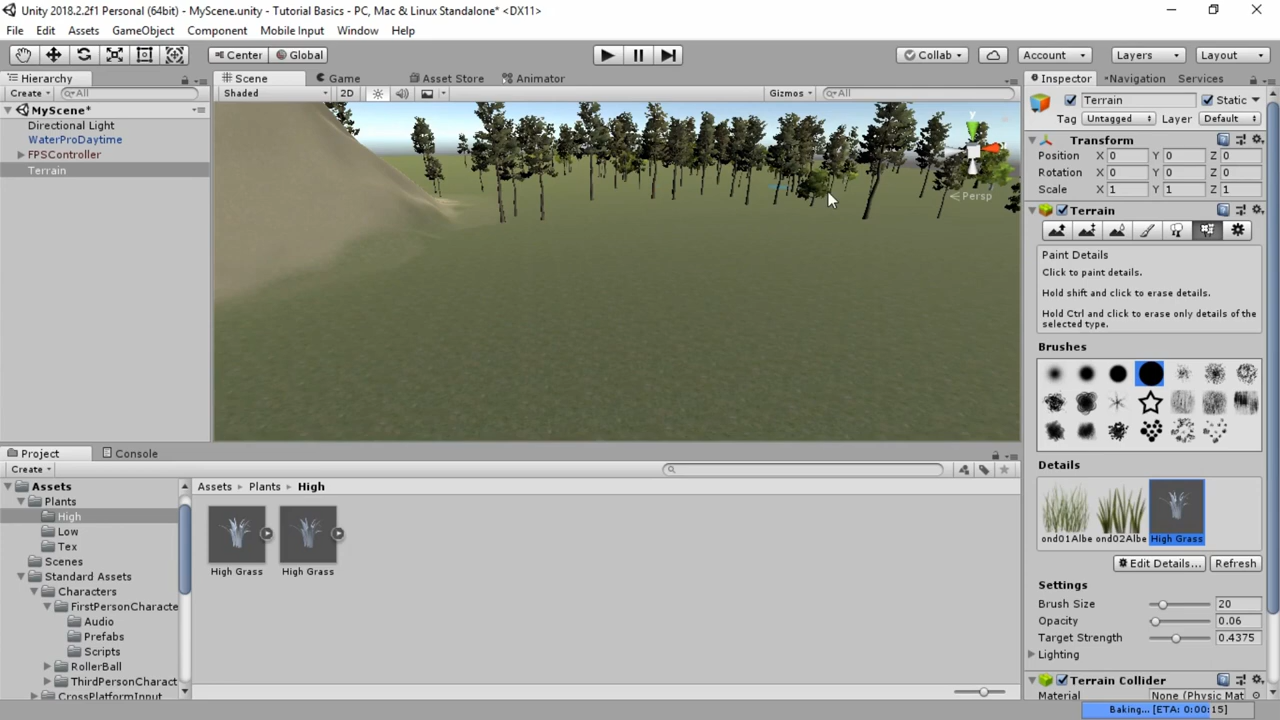 Unity 2018.2.2f1 Personal (64bit) - MyScene.unity - Tutorial Basics - PC, Mac & Linux Standalone* <DX11>
File Edit Assets GameObject Component Mobile Input Window Help
Center Global Collab Account Layers Layout
Hierarchy
Create All
MyScene*
Directional Light
WaterProDaytime
FPSController
Terrain
Scene Game Asset Store Animator
Shaded 2D Gizmos All
y
Persp
Project Console
Create
Assets
Plants
High
Low
Tex
Scenes
Standard Assets
Characters
FirstPersonCharacte
Audio
Prefabs
Scripts
RollerBall
ThirdPersonCharact
CrossPlatformInput
Assets Plants High
High Grass High Grass
Inspector Navigation Services
Terrain Static
Tag Untagged Layer Default
Transform
Position X 0 Y 0 Z 0
Rotation X 0 Y 0 Z 0
Scale X 1 Y 1 Z 1
Terrain
Paint Details
Click to paint details.
Hold shift and click to erase details.
Hold Ctrl and click to erase only details of the
selected type.
Brushes
Details
ond01Albe ond02Albe High Grass
Edit Details... Refresh
Settings
Brush Size 20
Opacity 0.06
Target Strength 0.4375
Lighting
Terrain Collider
Material None (Physic Mat
Baking... [ETA: 0:00:15]